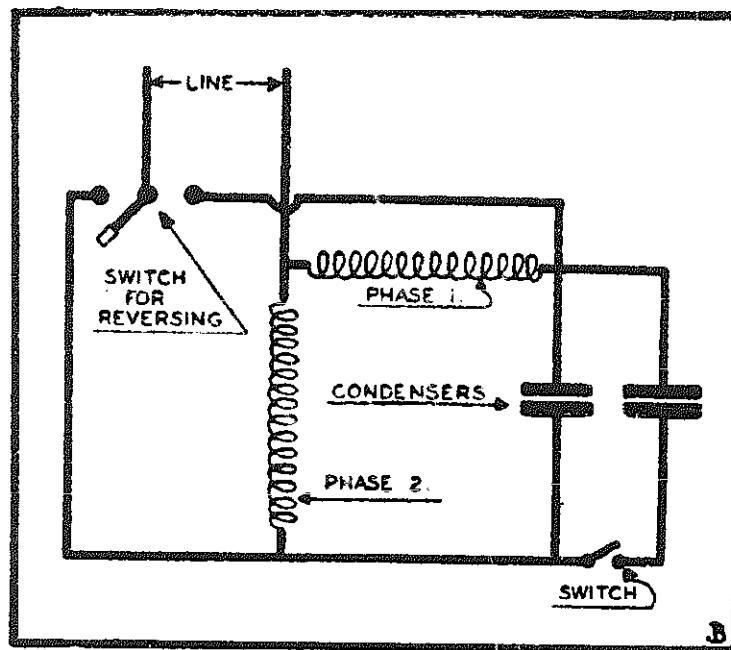 LINE
SWITCH
FOR
REVERSING
PHASE 1.
CONDENSERS
PHASE 2.
SWITCH
B